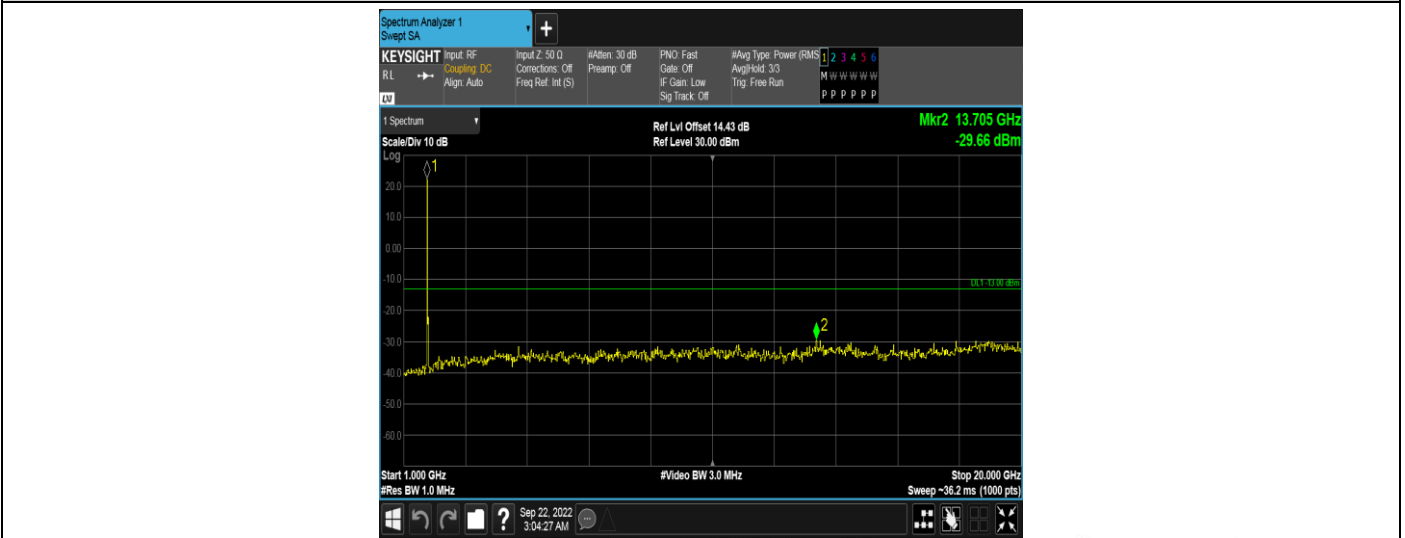 Spectrum Analyzer 1
Swept SA
+
KEYSIGHT Input: RF Input Z: 50 Ω #Atten: 30 dB PNO: Fast #Avg Type: Power (RMS 1 2 3 4 5 6
RL Coupling: DC Corrections: Off Preamp: Off Gate: Off Avg|Hold: 3/3 M W W W W W
Align: Auto Freq Ref: Int (S) IF Gain: Low Trig: Free Run
LXI Sig Track: Off P P P P P P
1 Spectrum Ref Lvl Offset 14.43 dB Mkr2 13.705 GHz
Scale/Div 10 dB Ref Level 30.00 dBm -29.66 dBm
Log
1
20.0
10.0
0.00
-10.0
DL1 -13.00 dBm
-20.0
2
-30.0
-40.0
-50.0
-60.0
Start 1.000 GHz #Video BW 3.0 MHz Stop 20.000 GHz
#Res BW 1.0 MHz Sweep ~36.2 ms (1000 pts)
? Sep 22, 2022
3:04:27 AM